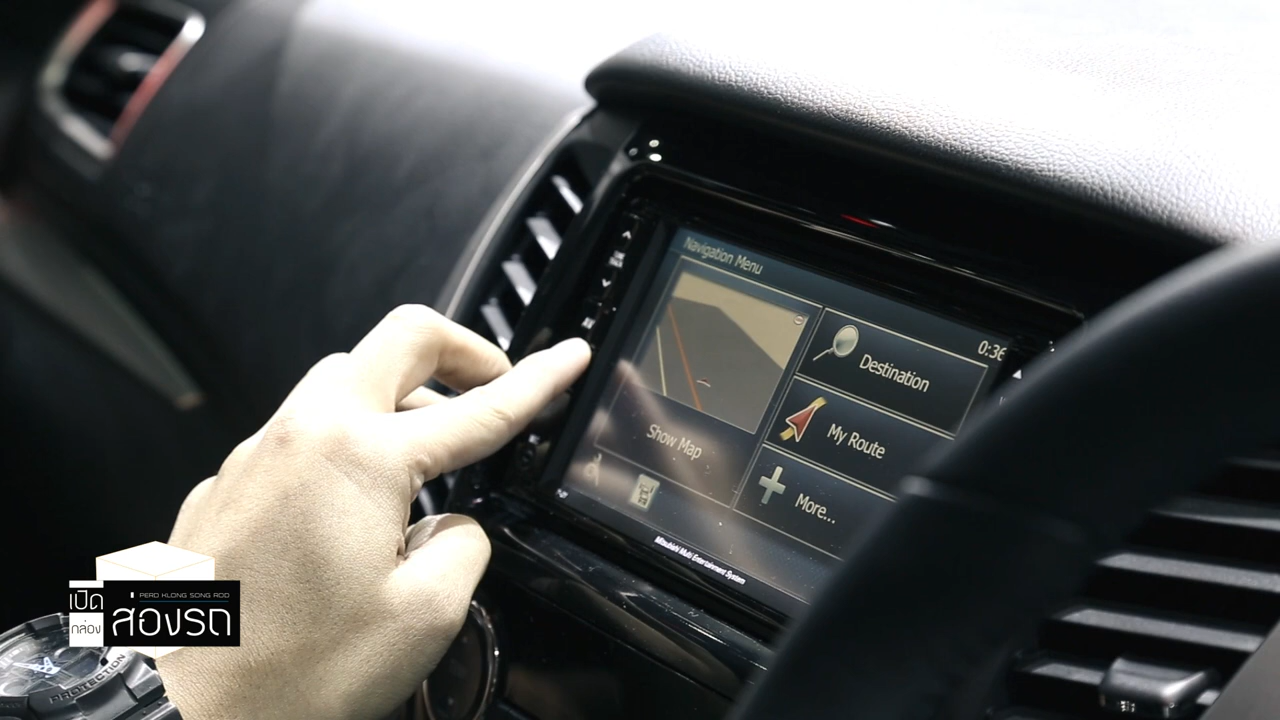 Navigation Menu
0:36
Destination
My Route
Show Map
More...
Mitsubishi Multi Entertainment System
เปิด
กล่อง
PERD KLONG SONG ROD
ส่องรถ
PROTECTION